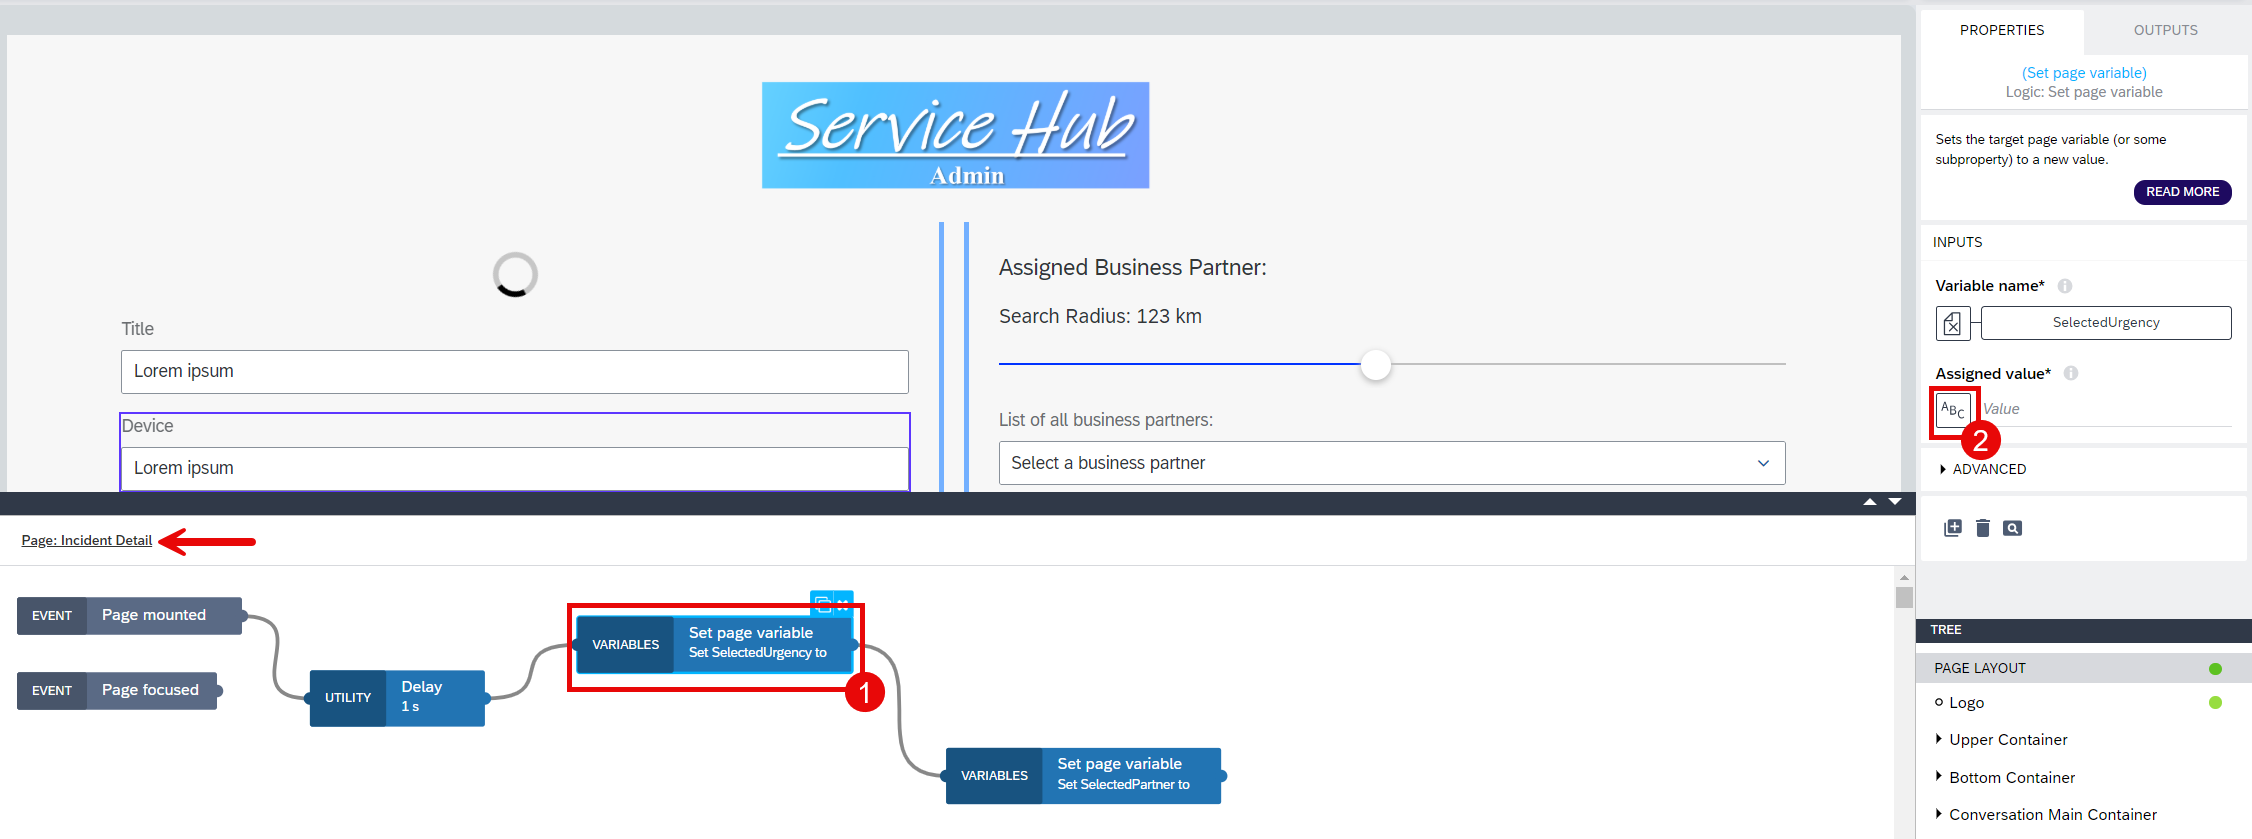 Service Hub
Admin
Title
Lorem ipsum
Device
Lorem ipsum
Assigned Business Partner:
Search Radius: 123 km
List of all business partners:
Select a business partner
Page: Incident Detail
EVENT Page mounted
EVENT Page focused
UTILITY Delay
1 s
VARIABLES Set page variable
Set SelectedUrgency to
1
VARIABLES Set page variable
Set SelectedPartner to
PROPERTIES OUTPUTS
(Set page variable)
Logic: Set page variable
Sets the target page variable (or some
subproperty) to a new value.
READ MORE
INPUTS
Variable name*
SelectedUrgency
Assigned value*
ABC Value
2
ADVANCED
TREE
PAGE LAYOUT
Logo
Upper Container
Bottom Container
Conversation Main Container